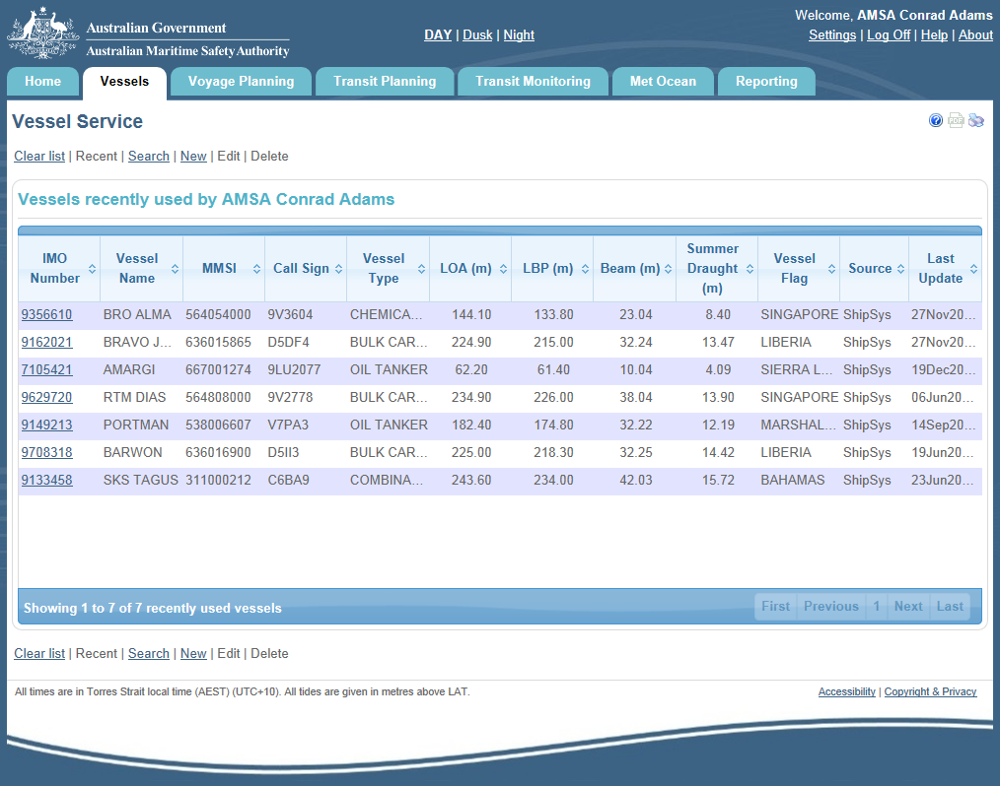 Australian Government
Australian Maritime Safety Authority
DAY | Dusk | Night
Welcome, AMSA Conrad Adams
Settings | Log Off | Help | About
Home Vessels Voyage Planning Transit Planning Transit Monitoring Met Ocean Reporting
Vessel Service
Clear list | Recent | Search | New | Edit | Delete
Vessels recently used by AMSA Conrad Adams
IMO Number Vessel Name MMSI Call Sign Vessel Type LOA (m) LBP (m) Beam (m) Summer Draught (m) Vessel Flag Source Last Update
9356610 BRO ALMA 564054000 9V3604 CHEMICA... 144.10 133.80 23.04 8.40 SINGAPORE ShipSys 27Nov20...
9162021 BRAVO J... 636015865 D5DF4 BULK CAR... 224.90 215.00 32.24 13.47 LIBERIA ShipSys 27Nov20...
7105421 AMARGI 667001274 9LU2077 OIL TANKER 62.20 61.40 10.04 4.09 SIERRA L... ShipSys 19Dec20...
9629720 RTM DIAS 564808000 9V2778 BULK CAR... 234.90 226.00 38.04 13.90 SINGAPORE ShipSys 06Jun20...
9149213 PORTMAN 538006607 V7PA3 OIL TANKER 182.40 174.80 32.22 12.19 MARSHAL... ShipSys 14Sep20...
9708318 BARWON 636016900 D5II3 BULK CAR... 225.00 218.30 32.25 14.42 LIBERIA ShipSys 19Jun20...
9133458 SKS TAGUS 311000212 C6BA9 COMBINA... 243.60 234.00 42.03 15.72 BAHAMAS ShipSys 23Jun20...
Showing 1 to 7 of 7 recently used vessels
First Previous 1 Next Last
Clear list | Recent | Search | New | Edit | Delete
All times are in Torres Strait local time (AEST) (UTC+10). All tides are given in metres above LAT.
Accessibility | Copyright & Privacy